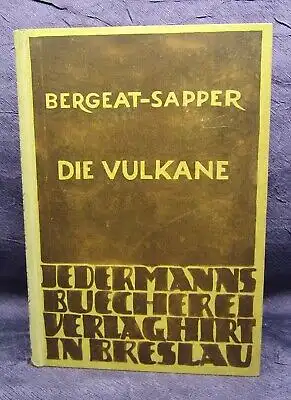 BERGEAT-SAPPER
DIE VULKANE
JEDERMANNS
BUECHEREI
VERLAG HIRT
IN BRESLAU